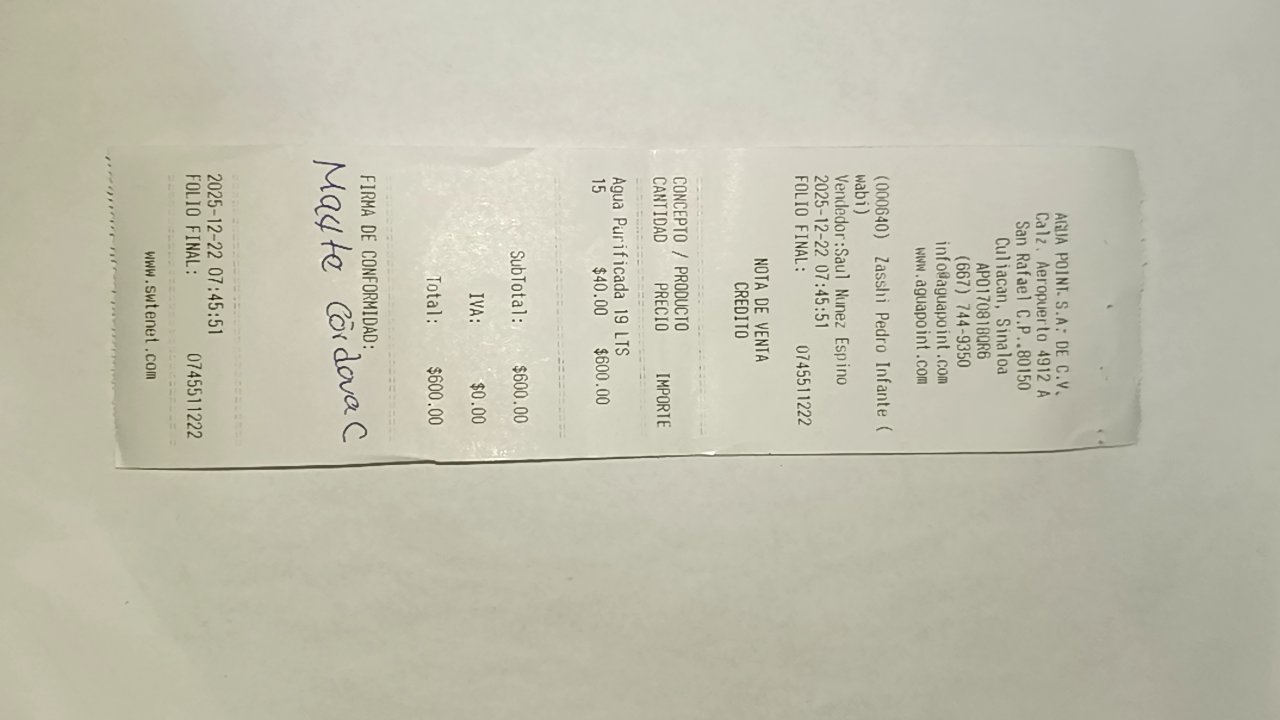 AGUA POINT. S.A. DE C.V.
Calz. Aeropuerto 4912 A
San Rafael C.P..80150
Culiacan, Sinaloa
APO170818QR6
(667) 744-9350
info@aguapoint.com
www.aguapoint.com
(000640) Zasshi Pedro Infante (
wabi)
Vendedor:Saul Nunez Espino
2025-12-22 07:45:51
FOLIO FINAL: 0745511222
NOTA DE VENTA
CREDITO
CONCEPTO / PRODUCTO
CANTIDAD PRECIO IMPORTE
Agua Purificada 19 LTS
15 $40.00 $600.00
SubTotal: $600.00
IVA: $0.00
Total: $600.00
FIRMA DE CONFORMIDAD:
Mayte Córdova C
2025-12-22 07:45:51
FOLIO FINAL: 0745511222
www.swtenet.com